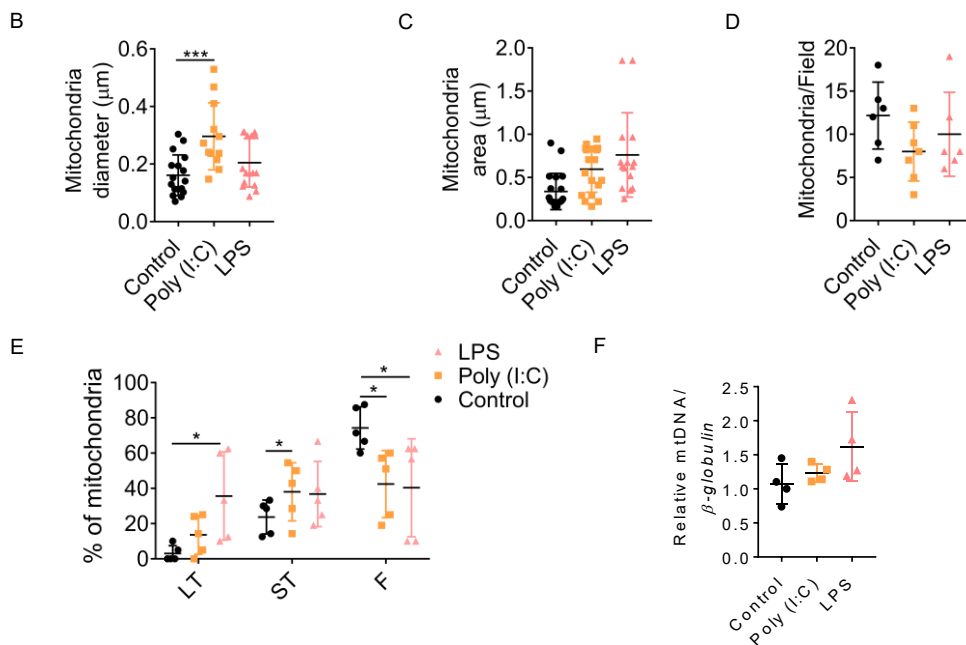 B
C
D
Mitochondria
diameter (μm)
0.6
0.4
0.2
0.0
***
Control
Poly (I:C)
LPS
Mitochondria
area (μm)
2.0
1.5
1.0
0.5
0
Control
Poly (I:C)
LPS
Mitochondria/Field
20
15
10
5
0
Control
Poly (I:C)
LPS
E
% of mitochondria
100
80
60
40
20
0
*
*
*
*
LT
ST
F
LPS
Poly (I:C)
Control
F
Relative mtDNA/
β-globulin
2.5
2.0
1.5
1.0
0.5
0.0
Control
Poly (I:C)
LPS